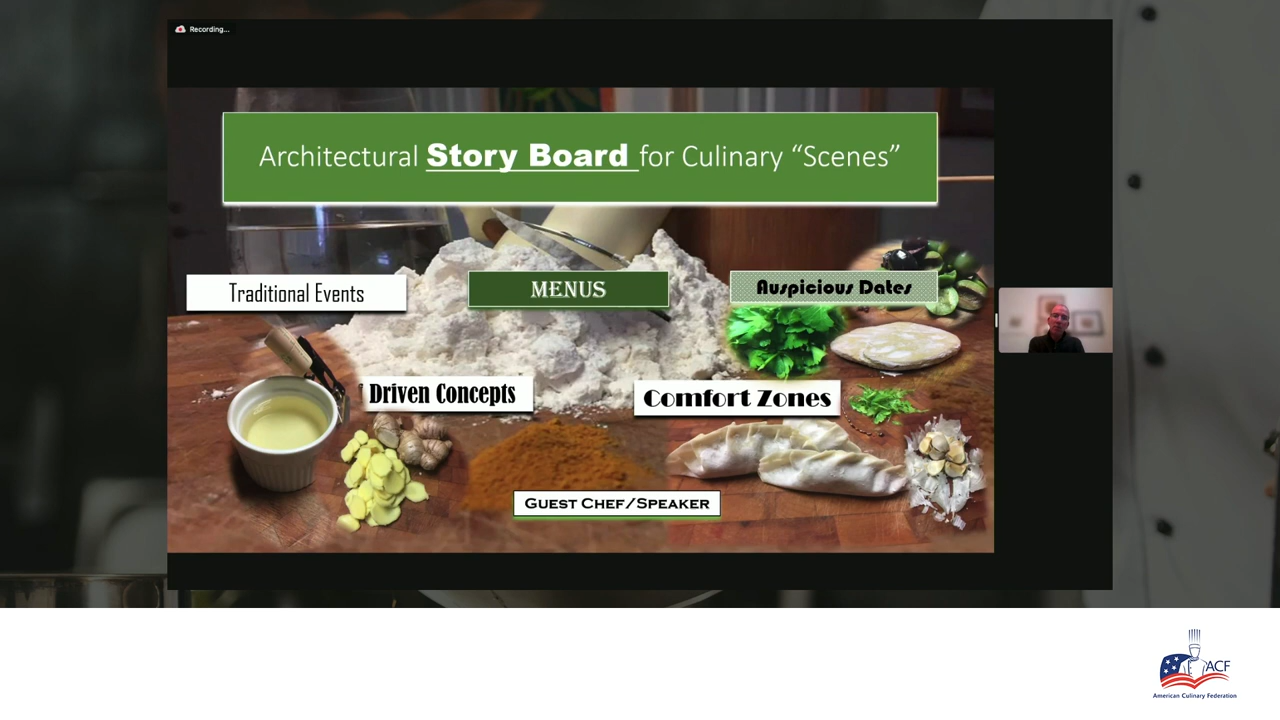 Recording...
Architectural Story Board for Culinary “Scenes”
Traditional Events
MENUS
Auspicious Dates
Driven Concepts
Comfort Zones
GUEST CHEF/SPEAKER
ACF
American Culinary Federation